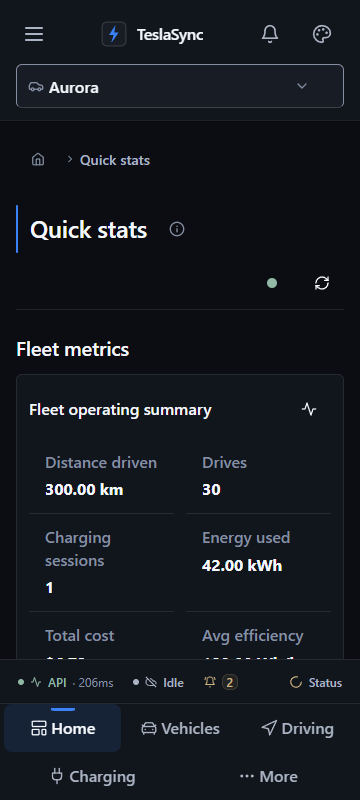 TeslaSync
Aurora
Quick stats
Quick stats
Fleet metrics
Fleet operating summary
Distance driven
300.00 km
Drives
30
Charging
sessions
1
Energy used
42.00 kWh
Total cost
Avg efficiency
API · 206ms
Idle
2
Status
Home
Vehicles
Driving
Charging
More